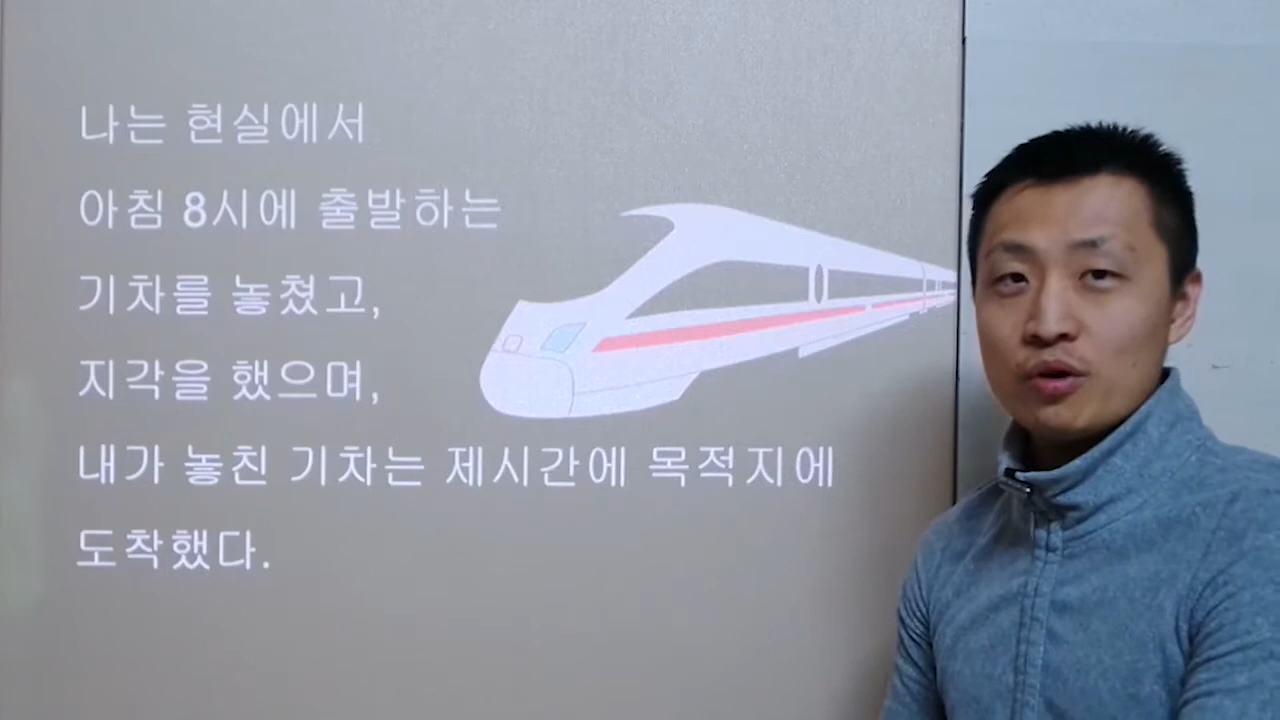 나는 현실에서
아침 8시에 출발하는
기차를 놓쳤고,
지각을 했으며,
내가 놓친 기차는 제시간에 목적지에
도착했다.